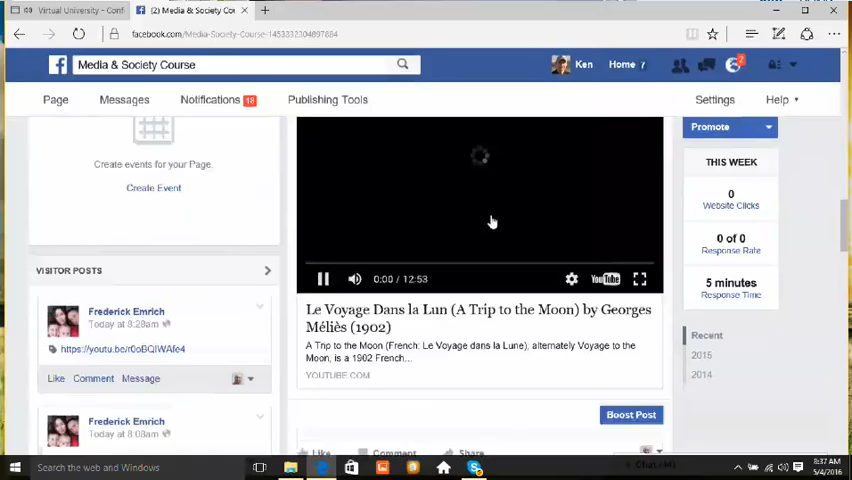 Virtual University - Conf
(2) Media & Society Cou
facebook.com/Media-Society-Course-1453332304897884
Media & Society Course
Ken
Home 7
2
Page
Messages
Notifications 18
Publishing Tools
Settings
Help
Create events for your Page.
Create Event
VISITOR POSTS
Frederick Emrich
Today at 8:28am
https://youtu.be/r0oBQIWAfe4
Like Comment Message
Frederick Emrich
Today at 8:08am
0:00 / 12:53
YouTube
Le Voyage Dans la Lun (A Trip to the Moon) by Georges
Méliès (1902)
A Trip to the Moon (French: Le Voyage dans la Lune), alternately Voyage to the
Moon, is a 1902 French...
YOUTUBE.COM
Boost Post
Like Comment Share
Promote
THIS WEEK
0
Website Clicks
0 of 0
Response Rate
5 minutes
Response Time
Recent
2015
2014
Search the web and Windows
8:37 AM
5/4/2016